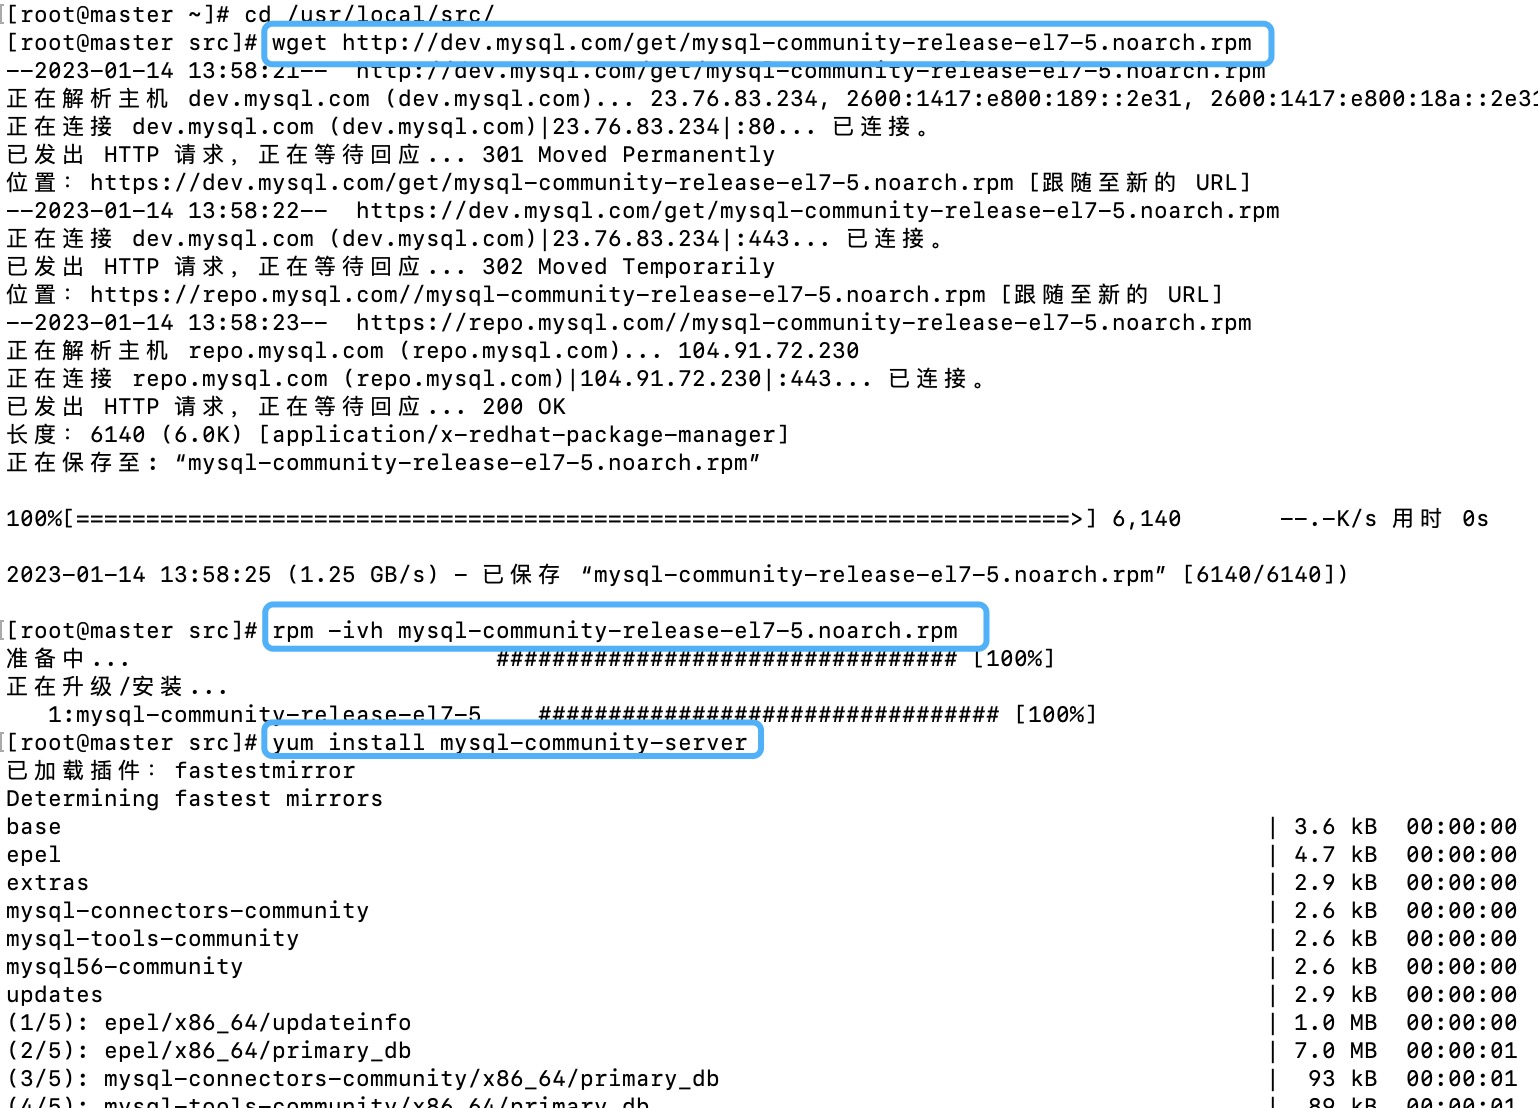 [[root@master ~]# cd /usr/local/src/
[root@master src]# wget http://dev.mysql.com/get/mysql-community-release-el7-5.noarch.rpm
--2023-01-14 13:58:21--  http://dev.mysql.com/get/mysql-community-release-el7-5.noarch.rpm
正在解析主机 dev.mysql.com (dev.mysql.com)... 23.76.83.234, 2600:1417:e800:189::2e31, 2600:1417:e800:18a::2e31
正在连接 dev.mysql.com (dev.mysql.com)|23.76.83.234|:80... 已连接。
已发出 HTTP 请求，正在等待回应... 301 Moved Permanently
位置：https://dev.mysql.com/get/mysql-community-release-el7-5.noarch.rpm [跟随至新的 URL]
--2023-01-14 13:58:22--  https://dev.mysql.com/get/mysql-community-release-el7-5.noarch.rpm
正在连接 dev.mysql.com (dev.mysql.com)|23.76.83.234|:443... 已连接。
已发出 HTTP 请求，正在等待回应... 302 Moved Temporarily
位置：https://repo.mysql.com//mysql-community-release-el7-5.noarch.rpm [跟随至新的 URL]
--2023-01-14 13:58:23--  https://repo.mysql.com//mysql-community-release-el7-5.noarch.rpm
正在解析主机 repo.mysql.com (repo.mysql.com)... 104.91.72.230
正在连接 repo.mysql.com (repo.mysql.com)|104.91.72.230|:443... 已连接。
已发出 HTTP 请求，正在等待回应... 200 OK
长度：6140 (6.0K) [application/x-redhat-package-manager]
正在保存至: “mysql-community-release-el7-5.noarch.rpm”
100%[=======================================================================>] 6,140       --.-K/s 用时 0s
2023-01-14 13:58:25 (1.25 GB/s) - 已保存 “mysql-community-release-el7-5.noarch.rpm” [6140/6140])
[[root@master src]# rpm -ivh mysql-community-release-el7-5.noarch.rpm
准备中...                          ################################# [100%]
正在升级/安装...
   1:mysql-community-release-el7-5    ################################# [100%]
[[root@master src]# yum install mysql-community-server
已加载插件：fastestmirror
Determining fastest mirrors
base | 3.6 kB  00:00:00
epel | 4.7 kB  00:00:00
extras | 2.9 kB  00:00:00
mysql-connectors-community | 2.6 kB  00:00:00
mysql-tools-community | 2.6 kB  00:00:00
mysql56-community | 2.6 kB  00:00:00
updates | 2.9 kB  00:00:00
(1/5): epel/x86_64/updateinfo | 1.0 MB  00:00:00
(2/5): epel/x86_64/primary_db | 7.0 MB  00:00:01
(3/5): mysql-connectors-community/x86_64/primary_db |  93 kB  00:00:01
(4/5): mysql-tools-community/x86_64/primary_db |  89 kB  00:00:01